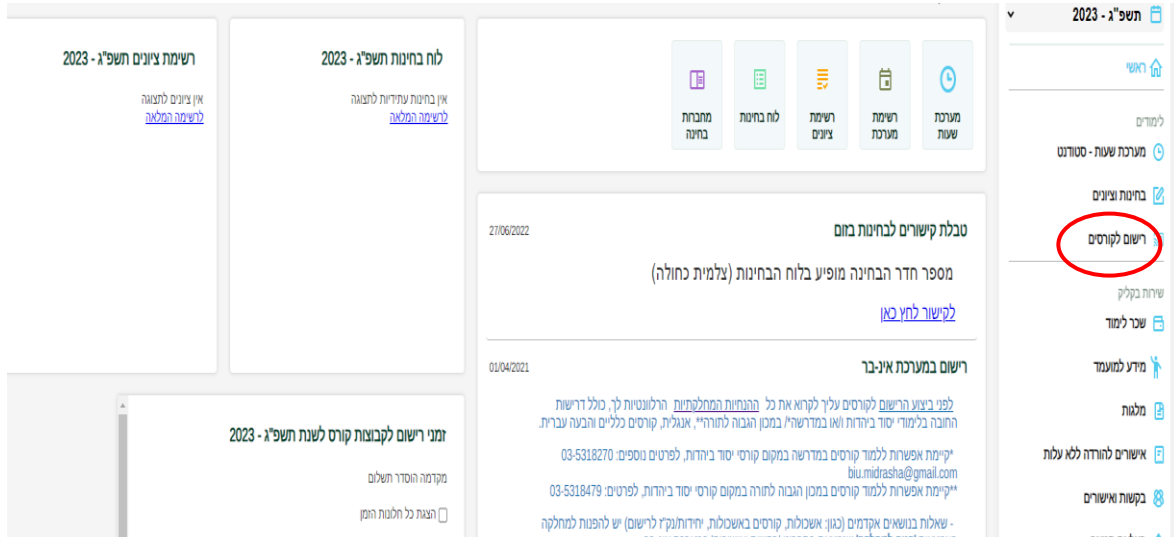 תשפ"ג - 2023
ראשי
לימודים
מערכת שעות - סטודנט
בחינות וציונים
רישום לקורסים
שירות בקליק
שכר לימוד
מידע למועמד
מלגות
אישורים להורדה ללא עלות
בקשות ואישורים
מערכת שעות
רשימת מערכת
רשימת ציונים
לוח בחינות
מחברות בחינה
טבלת קישורים לבחינות בזום
27/06/2022
מספר חדר הבחינה מופיע בלוח הבחינות (צלמית כחולה)
לקישור לחץ כאן
רישום במערכת אינ-בר
01/04/2021
לפני ביצוע הרישום לקורסים עליך לקרוא את כל ההנחיות המחלקתיות הרלוונטיות לך, כולל דרישות
החובה בלימודי יסוד ביהדות ו/או במדרשה*/ במכון הגבוה לתורה**, אנגלית, קורסים כלליים והבעה עברית.
*קיימת אפשרות ללמוד קורסים במדרשה במקום קורסי יסוד ביהדות, לפרטים נוספים: 03-5318270
biu.midrasha@gmail.com
**קיימת אפשרות ללמוד קורסים במכון הגבוה לתורה במקום קורסי יסוד ביהדות, לפרטים: 03-5318479
- שאלות בנושאים אקדמים (כגון: אשכולות, קורסים באשכולות, יחידות/נק"ז לרישום) יש להפנות למחלקה
לוח בחינות תשפ"ג - 2023
אין בחינות עתידיות לתצוגה
לרשימה המלאה
רשימת ציונים תשפ"ג - 2023
אין ציונים לתצוגה
לרשימה המלאה
זמני רישום לקבוצות קורס לשנת תשפ"ג - 2023
מקדמה הוסדר תשלום
הצגת כל חלונות הזמן